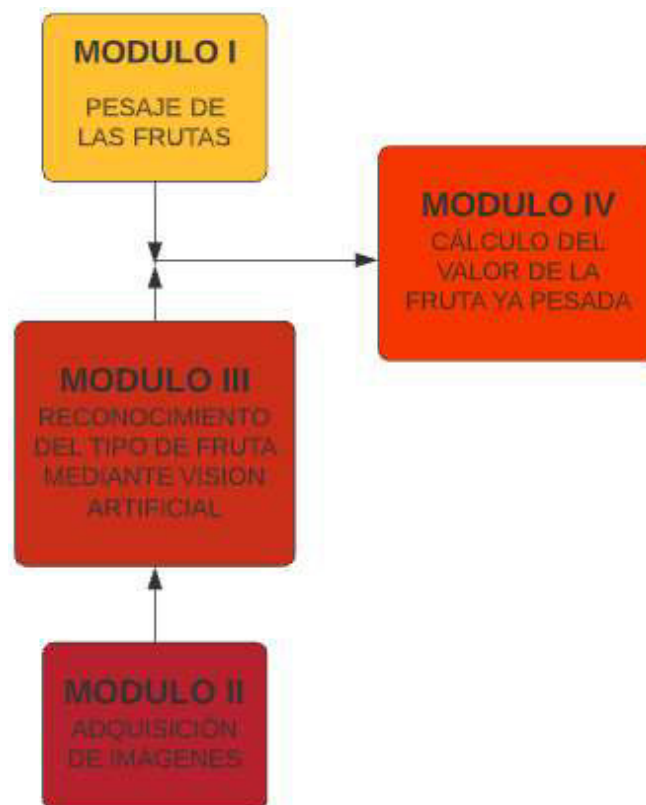 MODULO I
PESAJE DE
LAS FRUTAS
MODULO IV
CÁLCULO DEL
VALOR DE LA
FRUTA YA PESADA
MODULO III
RECONOCIMIENTO
DEL TIPO DE FRUTA
MEDIANTE VISION
ARTIFICIAL
MODULO II
ADQUISICIÓN
DE IMÁGENES